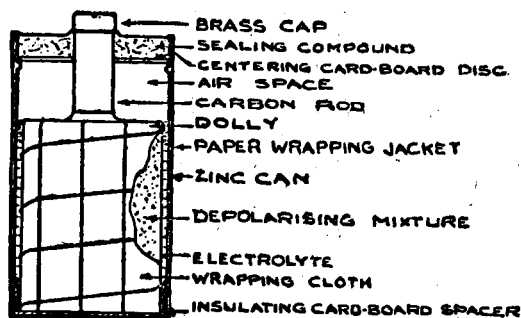 BRASS CAP
SEALING COMPOUND
CENTERING CARD-BOARD DISC
AIR SPACE
CARBON ROD
DOLLY
PAPER WRAPPING JACKET
ZINC CAN
DEPOLARISING MIXTURE
ELECTROLYTE
WRAPPING CLOTH
INSULATING CARD-BOARD SPACER